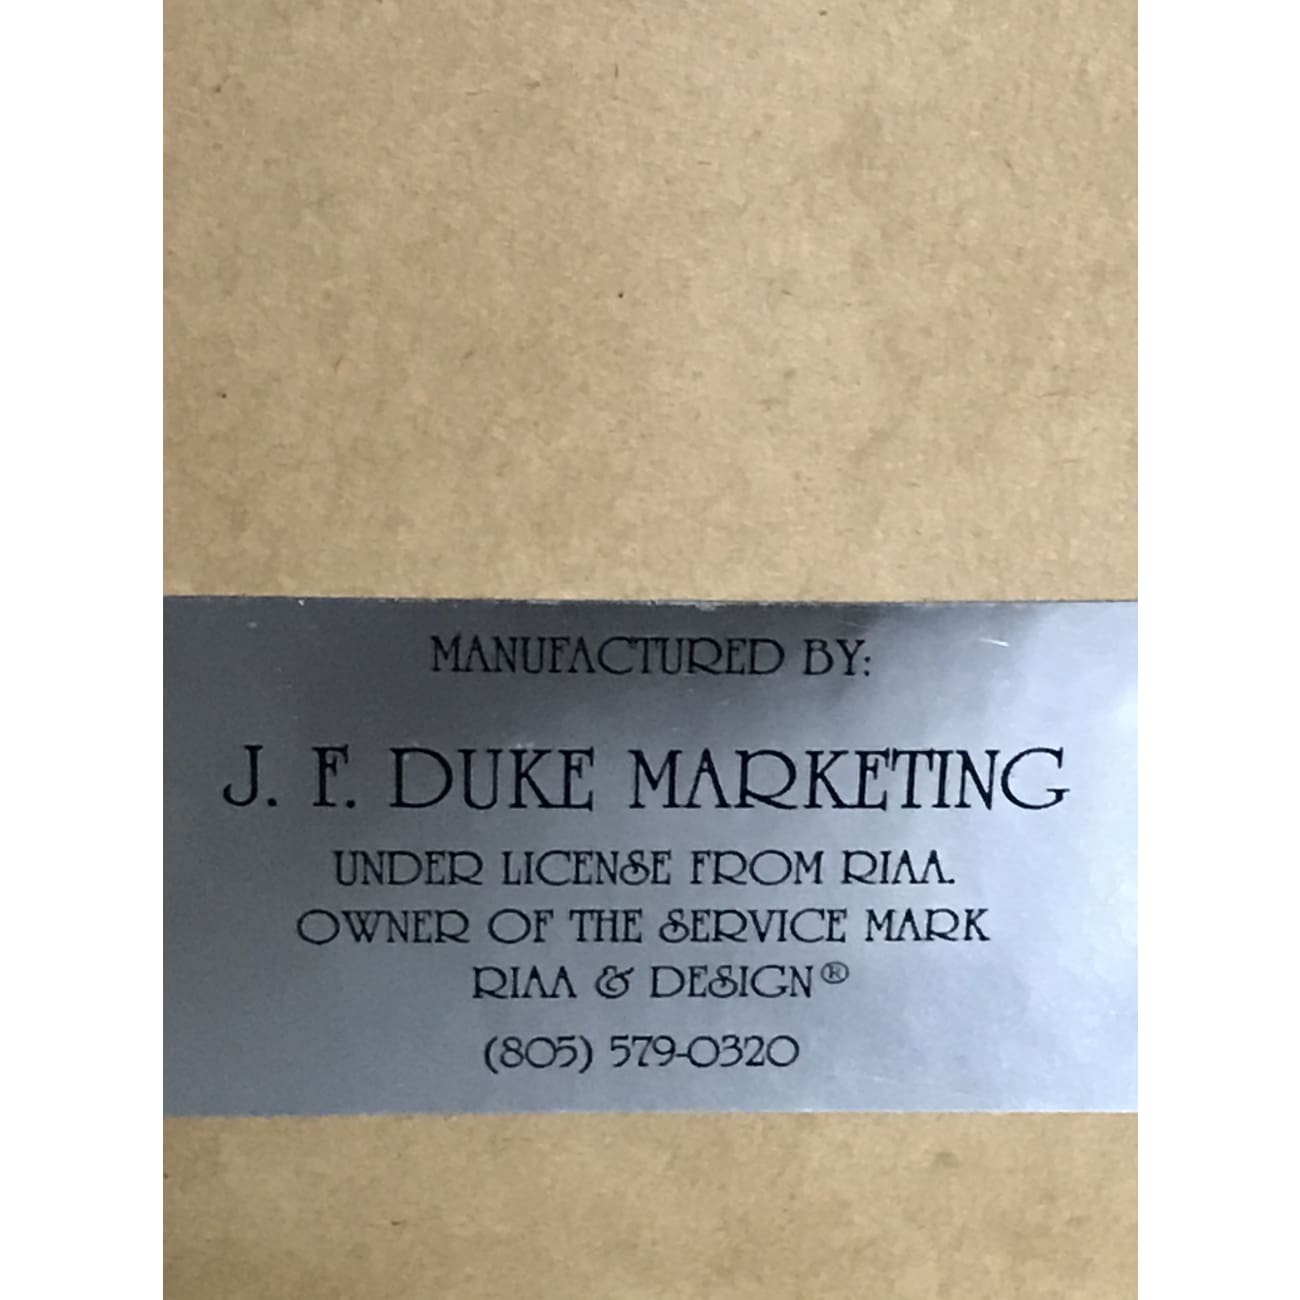 MANUFACTURED BY:
J. F. DUKE MARKETING
UNDER LICENSE FROM RIAA.
OWNER OF THE SERVICE MARK
RIAA & DESIGN®
(805) 579-0320